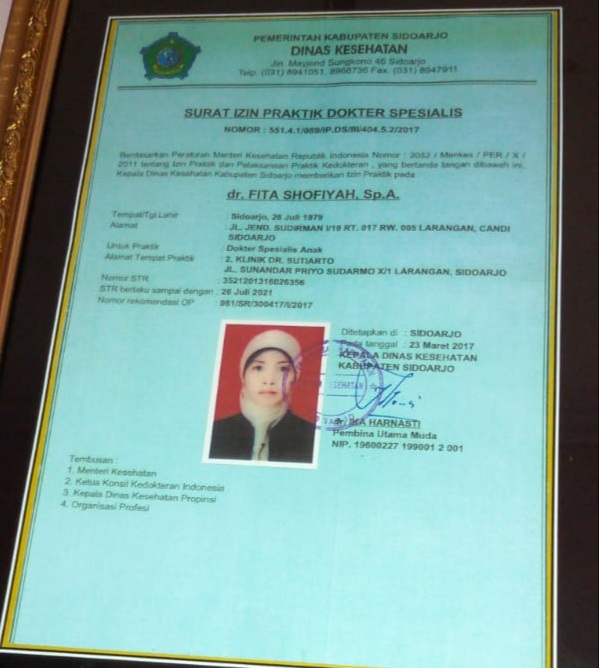 PEMERINTAH KABUPATEN SIDOARJO
DINAS KESEHATAN
Jln. Mayjend Sungkono 46 Sidoarjo
Telp. (031) 8941051, 8968736 Fax. (031) 8947911
SURAT IZIN PRAKTIK DOKTER SPESIALIS
NOMOR : 551.4.1/089/IP.DS/III/404.5.2/2017
Berdasarkan Peraturan Menteri Kesehatan Republik Indonesia Nomor : 2052 / Menkes / PER / X /
2011 tentang Izin Praktik dan Pelaksanaan Praktik Kedokteran , yang bertanda tangan dibawah ini,
Kepala Dinas Kesehatan Kabupaten Sidoarjo memberikan Izin Praktik pada :
dr. FITA SHOFIYAH, Sp.A.
Tempat/Tgl.Lahir : Sidoarjo, 26 Juli 1979
Alamat : JL. JEND. SUDIRMAN I/19 RT. 017 RW. 005 LARANGAN, CANDI
SIDOARJO
Untuk Praktik : Dokter Spesialis Anak
Alamat Tempat Praktik : 2. KLINIK DR. SUTIARTO
JL. SUNANDAR PRIYO SUDARMO X/1 LARANGAN, SIDOARJO
Nomor STR : 3521201316026356
STR berlaku sampai dengan : 26 Juli 2021
Nomor rekomendasi OP : 981/SR/300417/I/2017
Ditetapkan di : SIDOARJO
Pada tanggal : 23 Maret 2017
KEPALA DINAS KESEHATAN
KABUPATEN SIDOARJO
KESEHATAN
IKA HARNASTI
Pembina Utama Muda
NIP. 19600227 199001 2 001
Tembusan :
1. Menteri Kesehatan
2. Ketua Konsil Kedokteran Indonesia
3. Kepala Dinas Kesehatan Propinsi
4. Organisasi Profesi